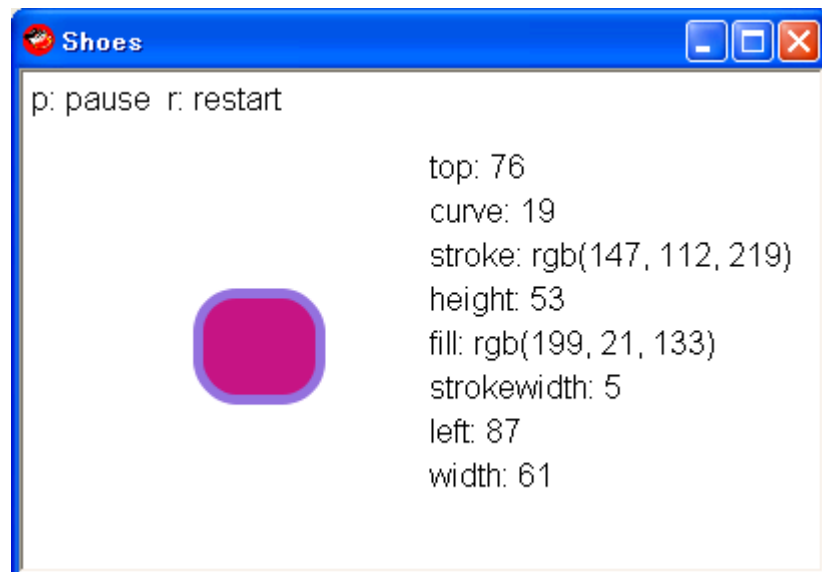 Shoes
p: pause  r: restart
top: 76
curve: 19
stroke: rgb(147, 112, 219)
height: 53
fill: rgb(199, 21, 133)
strokewidth: 5
left: 87
width: 61